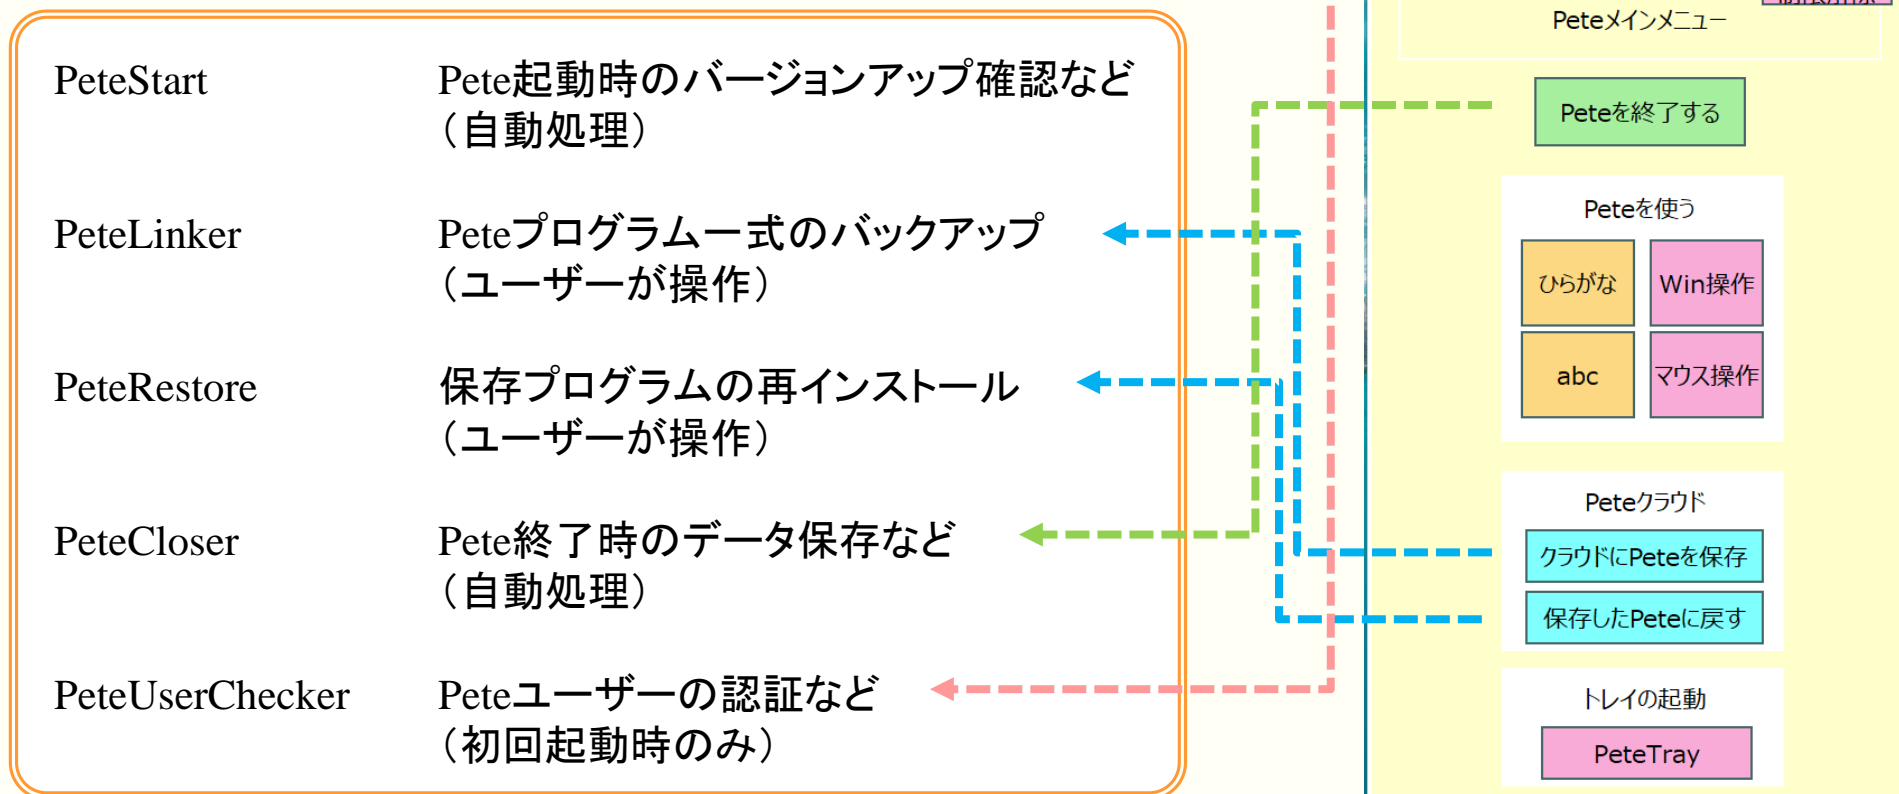 PeteStart Pete起動時のバージョンアップ確認など
（自動処理）
PeteLinker Peteプログラム一式のバックアップ
（ユーザーが操作）
PeteRestore 保存プログラムの再インストール
（ユーザーが操作）
PeteCloser Pete終了時のデータ保存など
（自動処理）
PeteUserChecker Peteユーザーの認証など
（初回起動時のみ）
Peteメインメニュー
Peteを終了する
Peteを使う
ひらがな Win操作
abc マウス操作
Peteクラウド
クラウドにPeteを保存
保存したPeteに戻す
トレイの起動
PeteTray